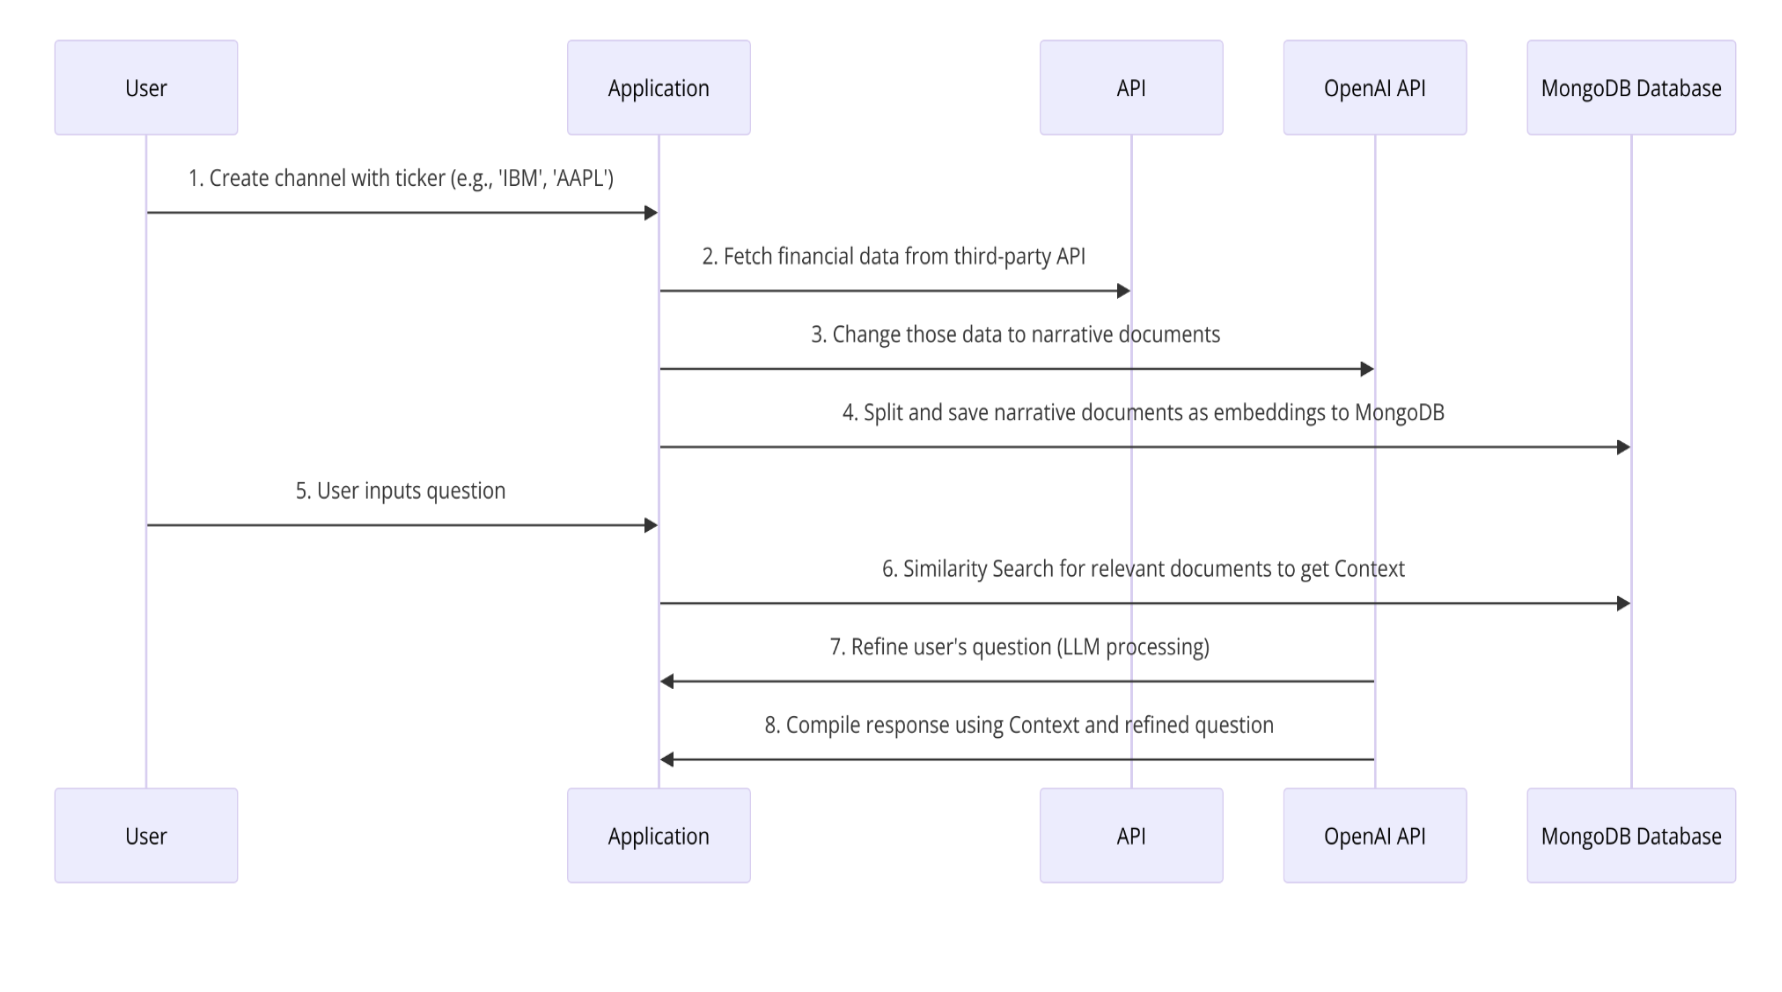 User
Application
API
OpenAI API
MongoDB Database
1. Create channel with ticker (e.g., 'IBM', 'AAPL')
2. Fetch financial data from third-party API
3. Change those data to narrative documents
4. Split and save narrative documents as embeddings to MongoDB
5. User inputs question
6. Similarity Search for relevant documents to get Context
7. Refine user's question (LLM processing)
8. Compile response using Context and refined question
User
Application
API
OpenAI API
MongoDB Database